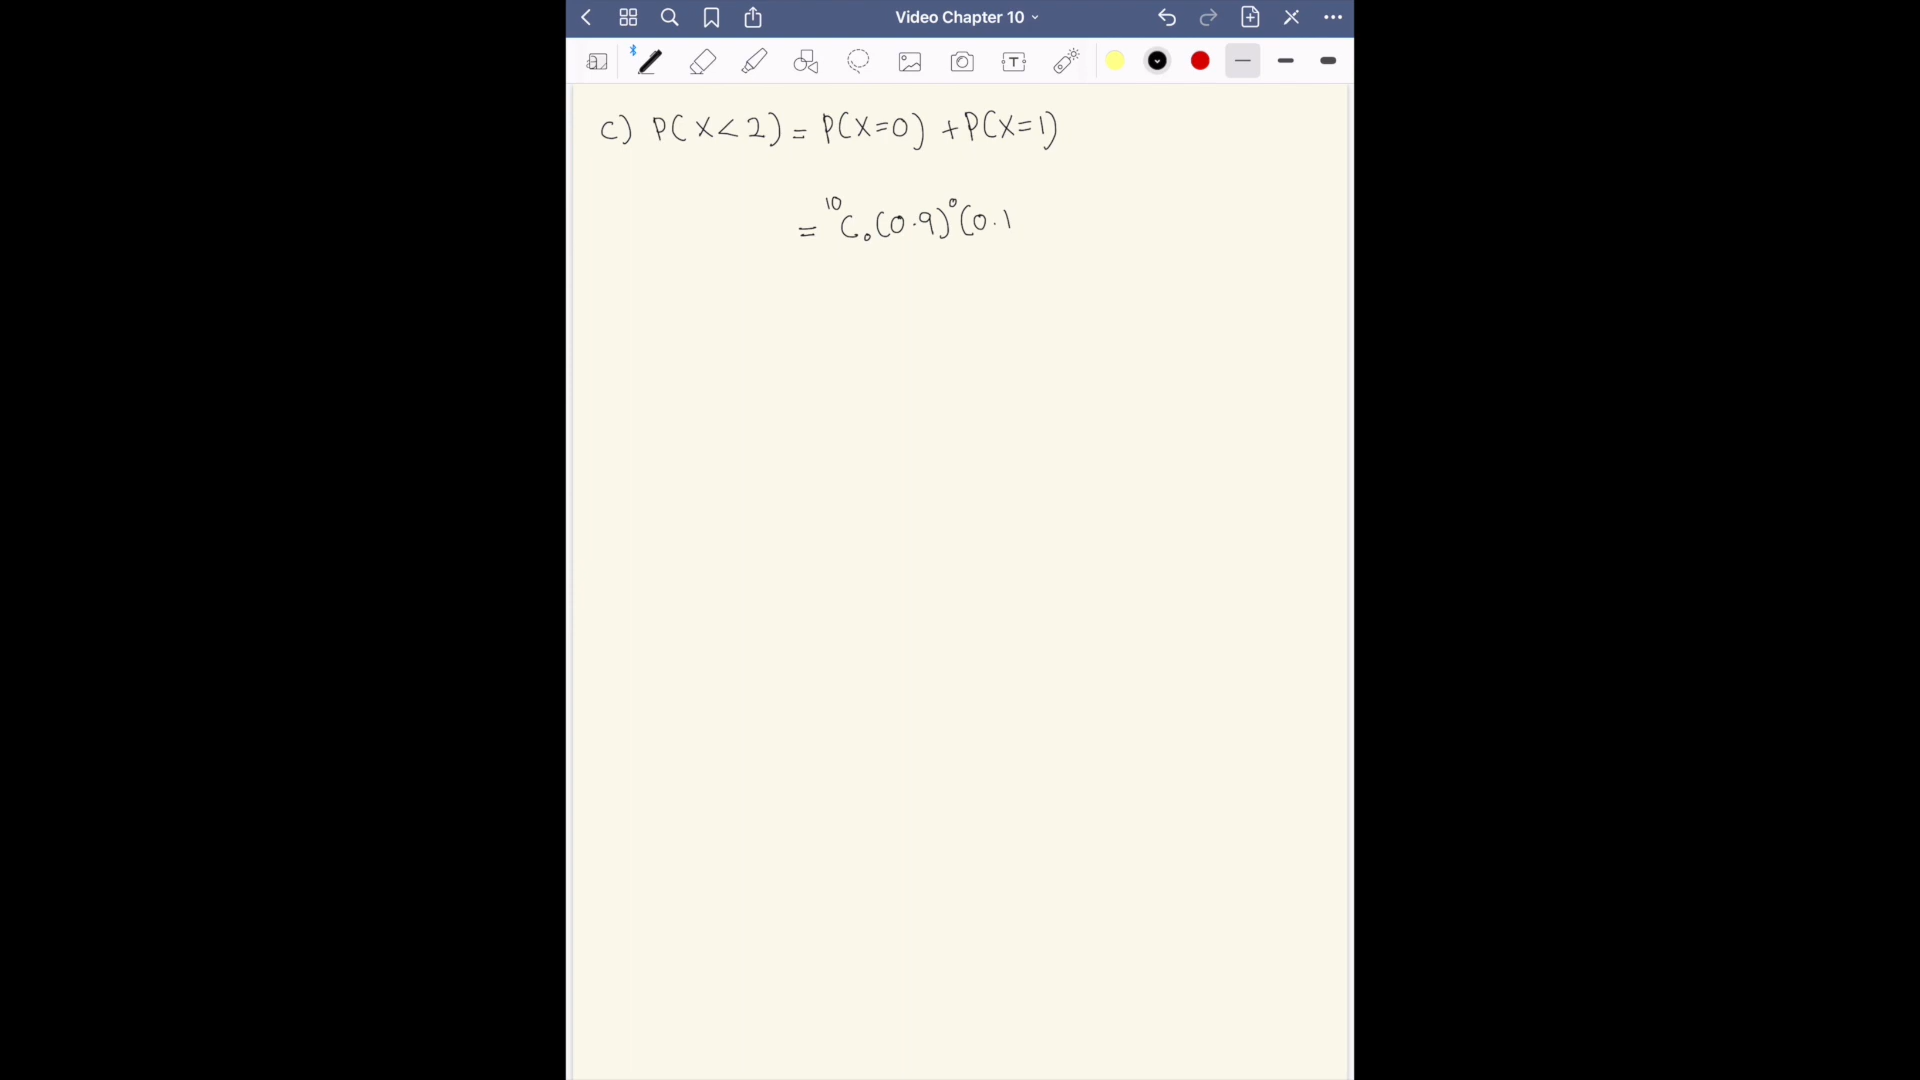 Video Chapter 10
c) P(X<2) = P(X=0) + P(X=1)
= ¹⁰C₀(0.9)⁰(0.1